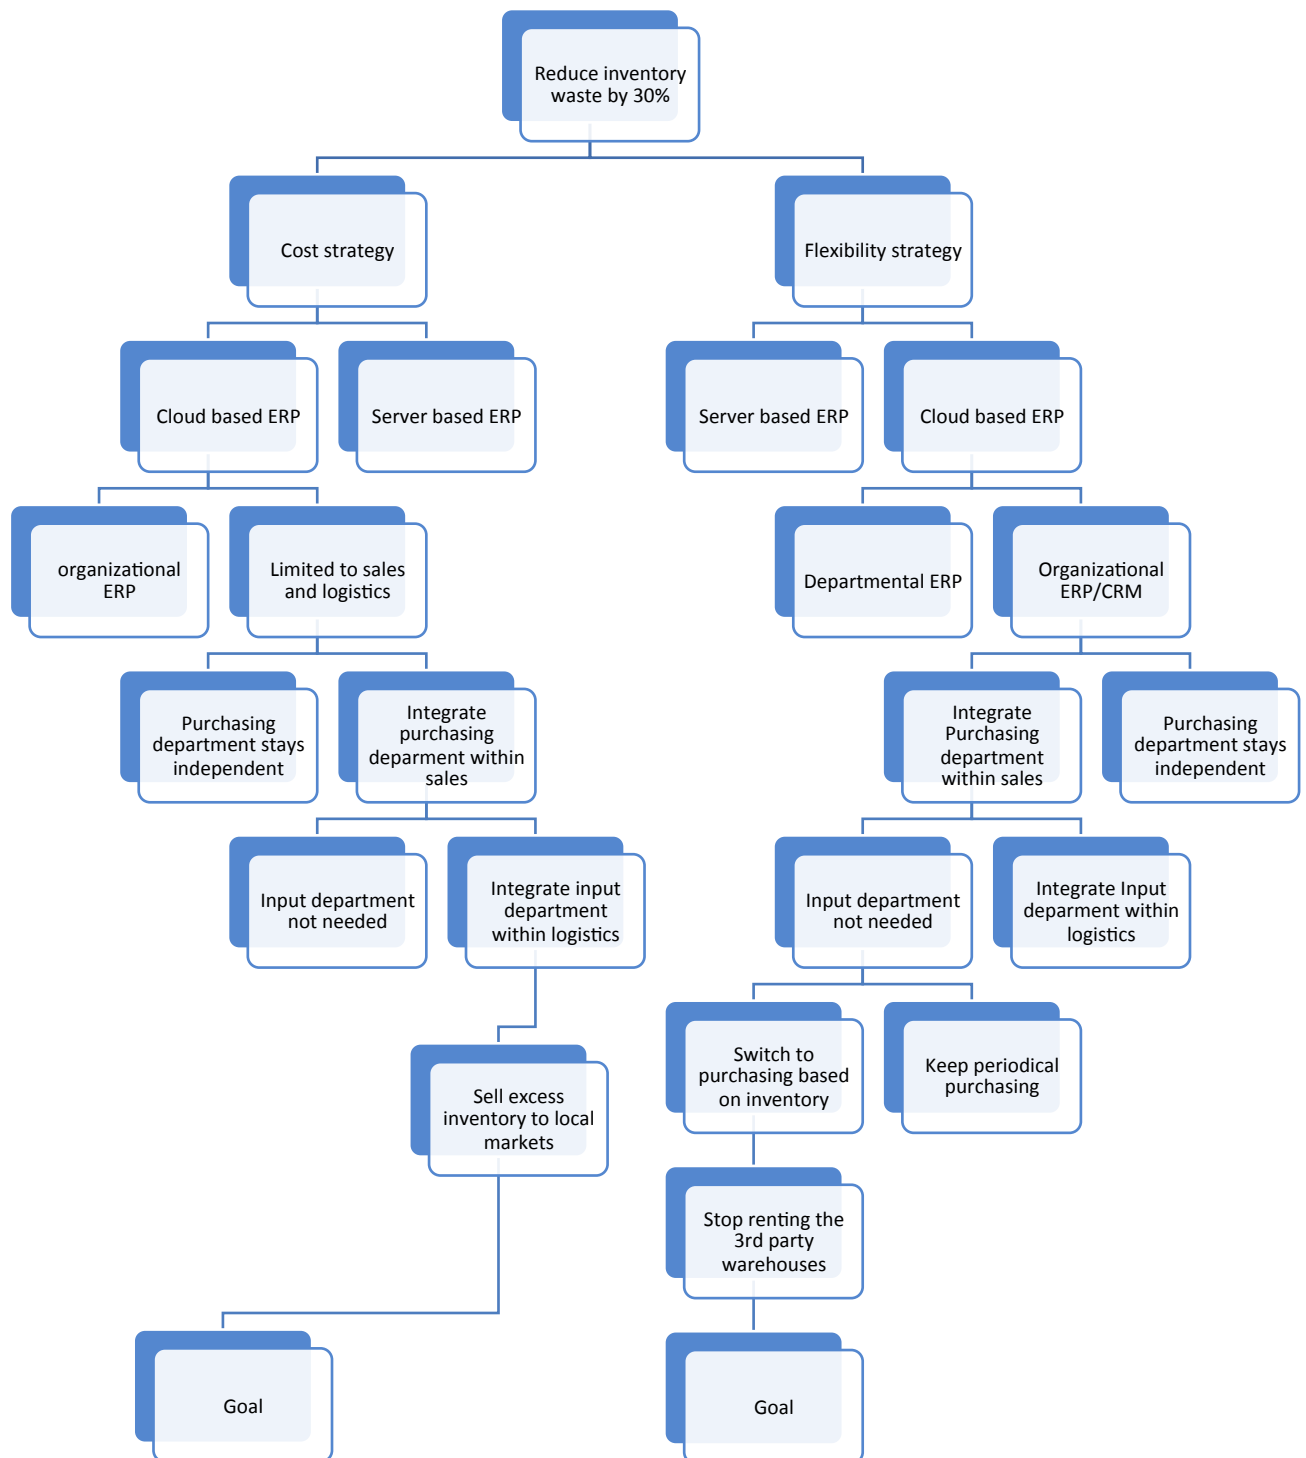 Reduce inventory
waste by 30%
Cost strategy
Flexibility strategy
Cloud based ERP
Server based ERP
Server based ERP
Cloud based ERP
organizational
ERP
Limited to sales
and logistics
Departmental ERP
Organizational
ERP/CRM
Purchasing
department stays
independent
Integrate
purchasing
deparment within
sales
Integrate
Purchasing
department
within sales
Purchasing
department stays
independent
Input department
not needed
Integrate input
department
within logistics
Input department
not needed
Integrate Input
deparment within
logistics
Switch to
purchasing based
on inventory
Keep periodical
purchasing
Sell excess
inventory to local
markets
Stop renting the
3rd party
warehouses
Goal
Goal